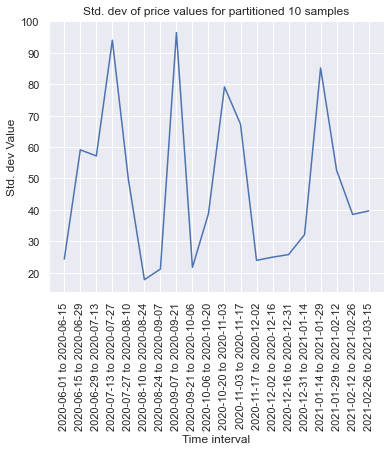 Std. dev of price values for partitioned 10 samples
100
90
80
70
60
50
40
30
20
Std. dev Value
2020-06-01 to 2020-06-15
2020-06-15 to 2020-06-29
2020-06-29 to 2020-07-13
2020-07-13 to 2020-07-27
2020-07-27 to 2020-08-10
2020-08-10 to 2020-08-24
2020-08-24 to 2020-09-07
2020-09-07 to 2020-09-21
2020-09-21 to 2020-10-06
2020-10-06 to 2020-10-20
2020-10-20 to 2020-11-03
2020-11-03 to 2020-11-17
2020-11-17 to 2020-12-02
2020-12-02 to 2020-12-16
2020-12-16 to 2020-12-31
2020-12-31 to 2021-01-14
2021-01-14 to 2021-01-29
2021-01-29 to 2021-02-12
2021-02-12 to 2021-02-26
2021-02-26 to 2021-03-15
Time interval